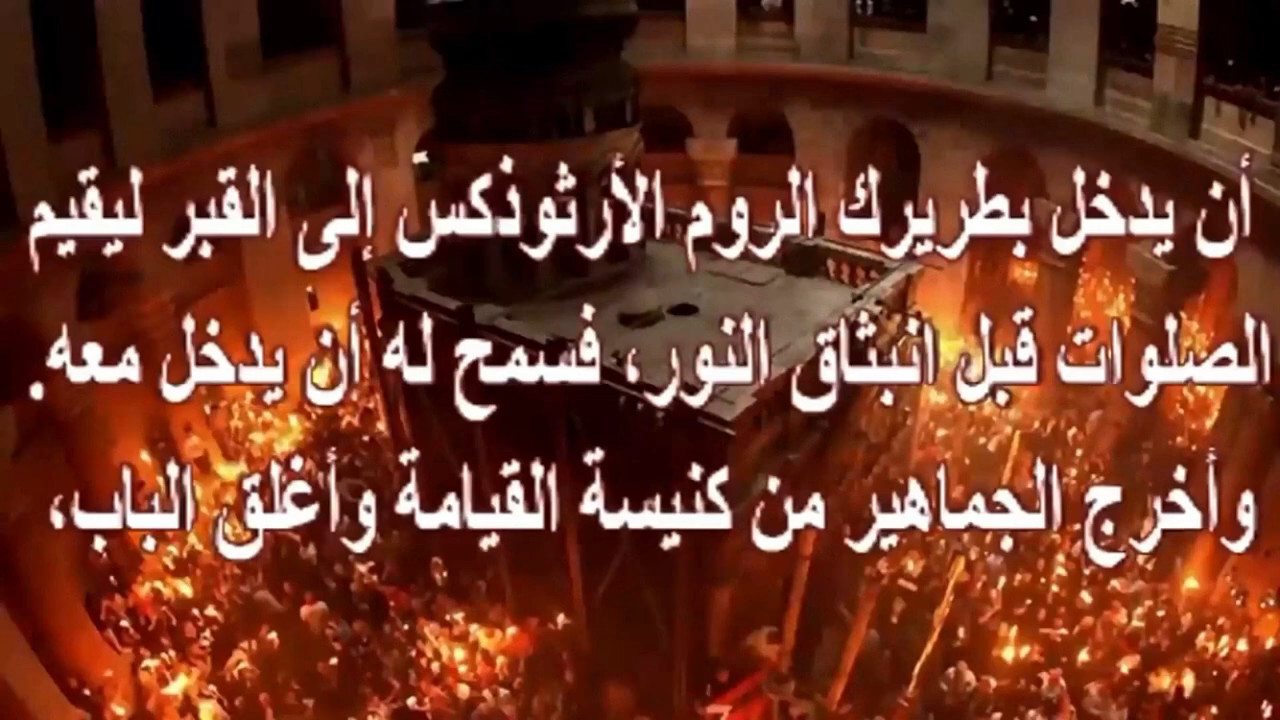 أن يدخل بطريرك الروم الأرثوذكسً إلى القبر ليقيم
الصلوات قبل انبثاق النور، فسمح له أن يدخل معه.
وأخرج الجماهير من كنيسة القيامة وأغلق الباب،